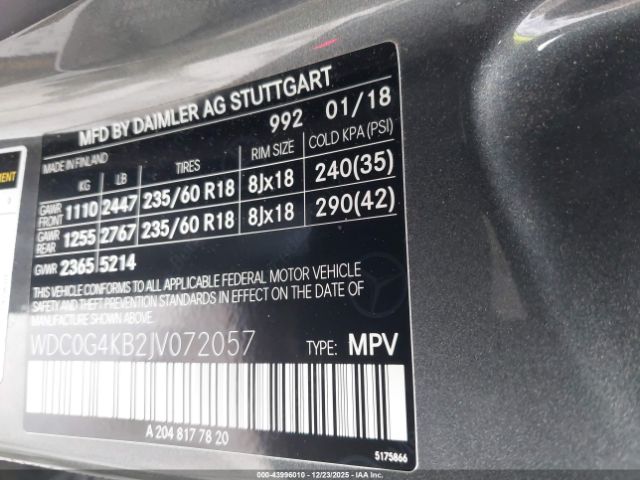 MFD BY DAIMLER AG STUTTGART
992 01/18
MADE IN FINLAND
KG LB TIRES RIM SIZE COLD KPA (PSI)
GAWR FRONT 1110 2447 235/60 R18 8Jx18 240(35)
GAWR REAR 1255 2767 235/60 R18 8Jx18 290(42)
GVWR 2365 5214
THIS VEHICLE CONFORMS TO ALL APPLICABLE FEDERAL MOTOR VEHICLE
SAFETY AND THEFT PREVENTION STANDARDS IN EFFECT ON THE DATE OF
MANUFACTURE SHOWN ABOVE.
WDC0G4KB2JV072057 TYPE: MPV
A 204 817 78 20
5175866
000-43996010 - 12/23/2025 - IAAI.COM